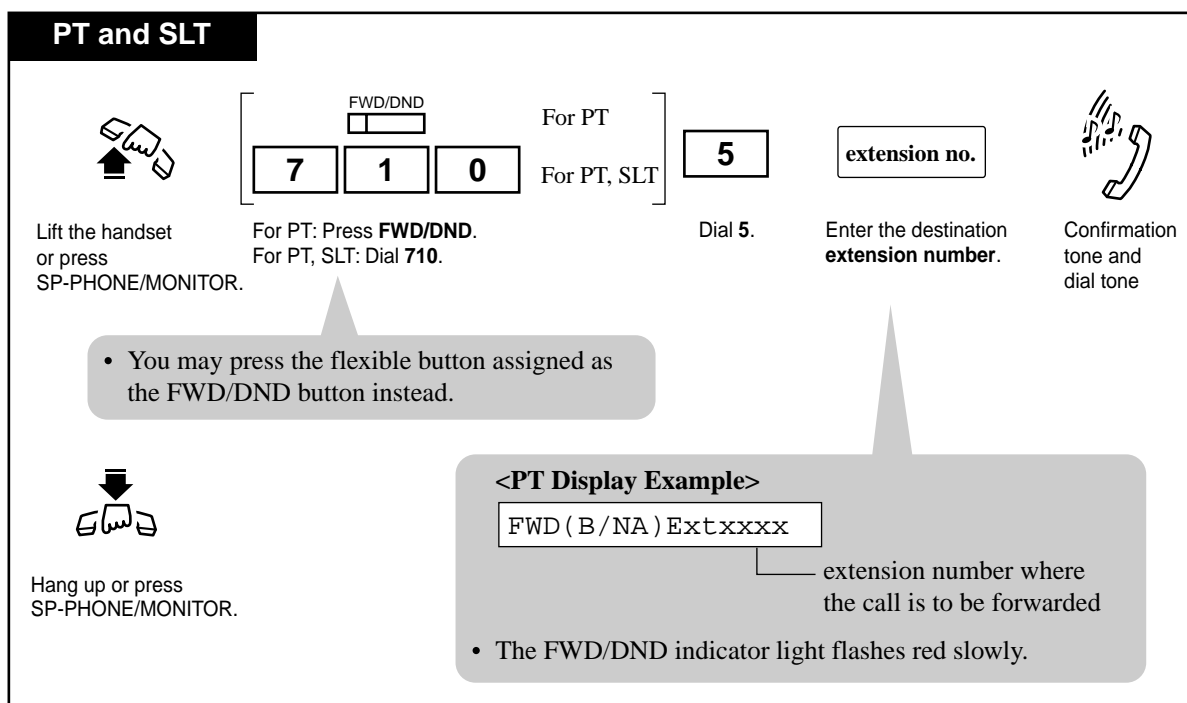 PT and SLT
FWD/DND
For PT
7 1 0 For PT, SLT
5
extension no.
Lift the handset
or press
SP-PHONE/MONITOR.
For PT: Press FWD/DND.
For PT, SLT: Dial 710.
Dial 5.
Enter the destination
extension number.
Confirmation
tone and
dial tone
• You may press the flexible button assigned as
the FWD/DND button instead.
Hang up or press
SP-PHONE/MONITOR.
<PT Display Example>
FWD(B/NA)Extxxxx
extension number where
the call is to be forwarded
• The FWD/DND indicator light flashes red slowly.